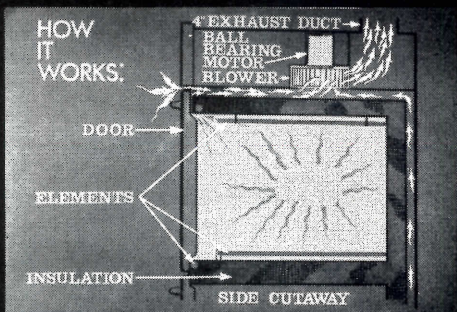 HOW
IT
WORKS:
4" EXHAUST DUCT
BALL
BEARING
MOTOR
BLOWER
DOOR
ELEMENTS
INSULATION
SIDE CUTAWAY